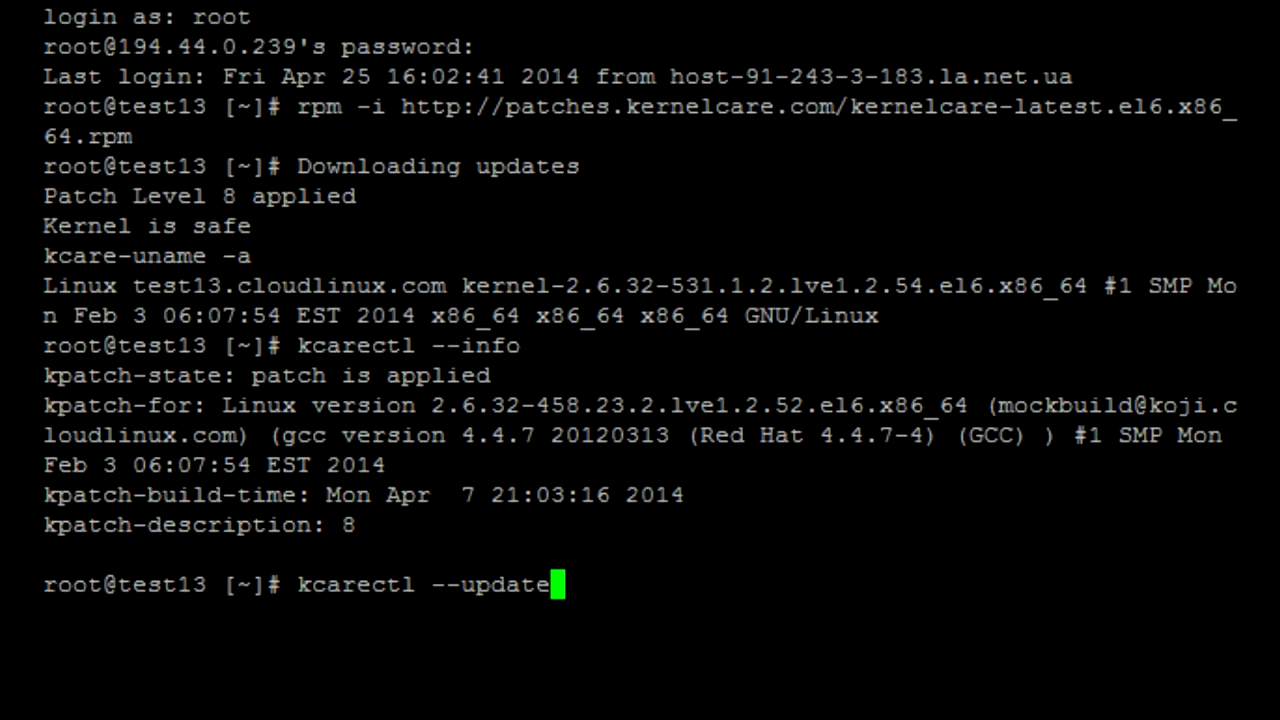 login as: root
root@194.44.0.239's password:
Last login: Fri Apr 25 16:02:41 2014 from host-91-243-3-183.la.net.ua
root@test13 [~]# rpm -i http://patches.kernelcare.com/kernelcare-latest.el6.x86_
64.rpm
root@test13 [~]# Downloading updates
Patch Level 8 applied
Kernel is safe
kcare-uname -a
Linux test13.cloudlinux.com kernel-2.6.32-531.1.2.lve1.2.54.el6.x86_64 #1 SMP Mo
n Feb 3 06:07:54 EST 2014 x86_64 x86_64 x86_64 GNU/Linux
root@test13 [~]# kcarectl --info
kpatch-state: patch is applied
kpatch-for: Linux version 2.6.32-458.23.2.lve1.2.52.el6.x86_64 (mockbuild@koji.c
loudlinux.com) (gcc version 4.4.7 20120313 (Red Hat 4.4.7-4) (GCC) ) #1 SMP Mon
Feb 3 06:07:54 EST 2014
kpatch-build-time: Mon Apr  7 21:03:16 2014
kpatch-description: 8
root@test13 [~]# kcarectl --update